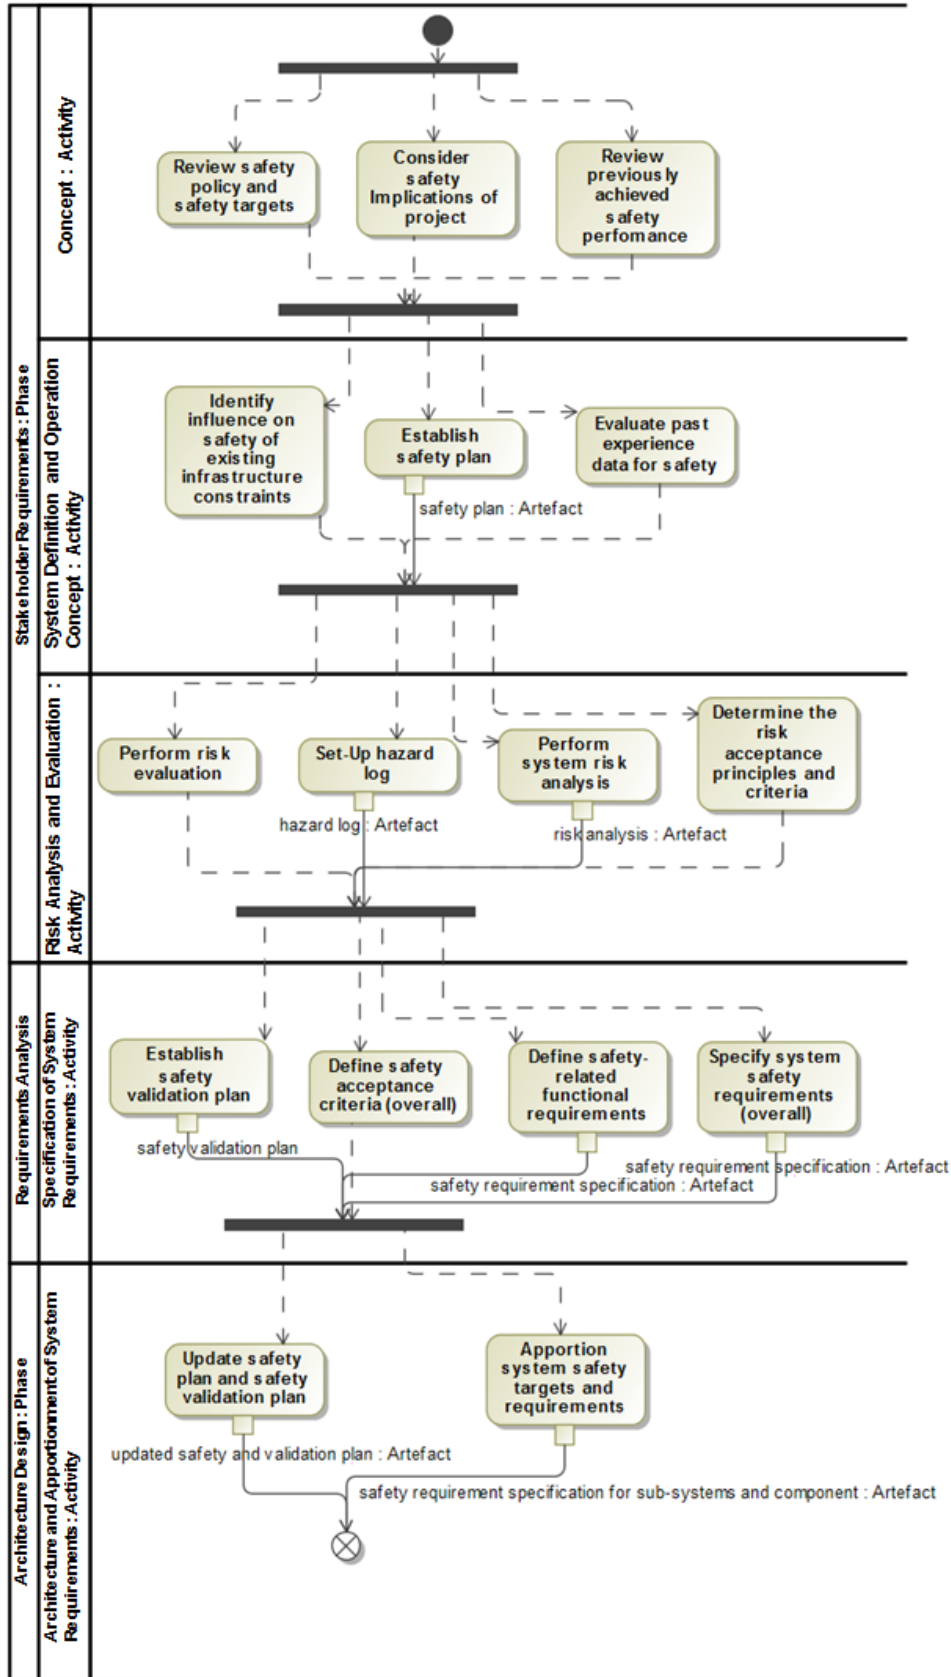 Stakeholder Requirements : Phase
Concept : Activity
Review safety
policy and
safety targets
Consider
safety
Implications of
project
Review
previously
achieved
safety
perfomance
System Definition and Operation
Concept : Activity
Identify
influence on
safety of
existing
infrastructure
constraints
Establish
safety plan
Evaluate past
experience
data for safety
safety plan : Artefact
Risk Analysis and Evaluation :
Activity
Perform risk
evaluation
Set-Up hazard
log
Perform
system risk
analysis
Determine the
risk
acceptance
principles and
criteria
hazard log : Artefact
risk analysis : Artefact
Requirements Analysis
Specification of System
Requirements : Activity
Establish
safety
validation plan
Define safety
acceptance
criteria (overall)
Define safety-
related
functional
requirements
Specify system
safety
requirements
(overall)
safety validation plan
safety requirement specification : Artefact
safety requirement specification : Artefact
Architecture Design : Phase
Architecture and Apportionment of System
Requirements : Activity
Update safety
plan and safety
validation plan
Apportion
system safety
targets and
requirements
updated safety and validation plan : Artefact
safety requirement specification for sub-systems and component : Artefact